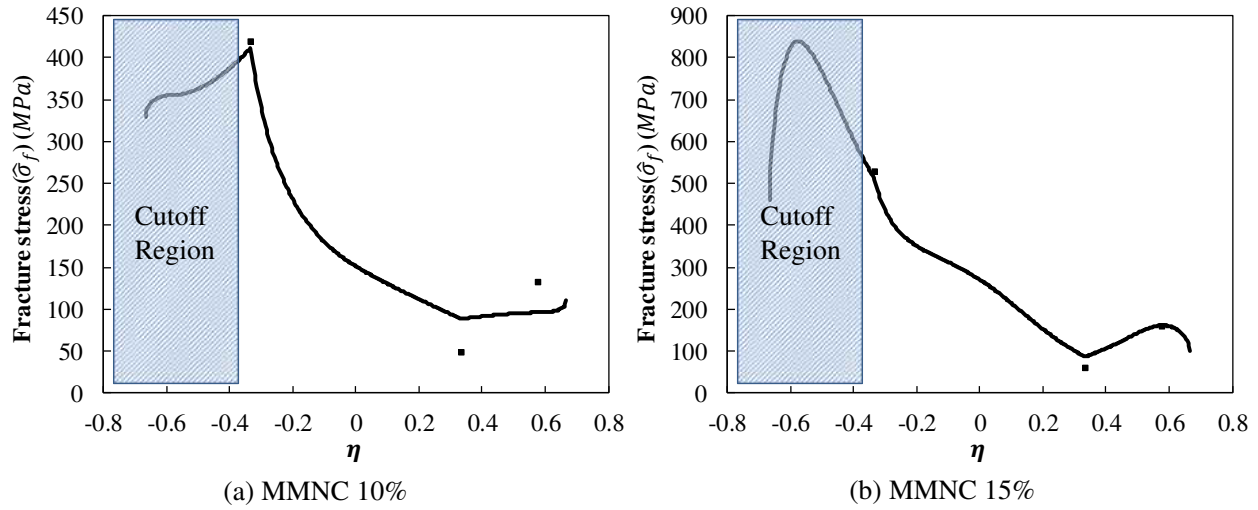 450
400
350
300
250
200
150
100
50
0
Fracture stress(σ̂_f) (MPa)
Cutoff
Region
-0.8 -0.6 -0.4 -0.2 0 0.2 0.4 0.6 0.8
η
(a) MMNC 10%
900
800
700
600
500
400
300
200
100
0
Fracture stress(σ̂_f) (MPa)
Cutoff
Region
-0.8 -0.6 -0.4 -0.2 0 0.2 0.4 0.6 0.8
η
(b) MMNC 15%